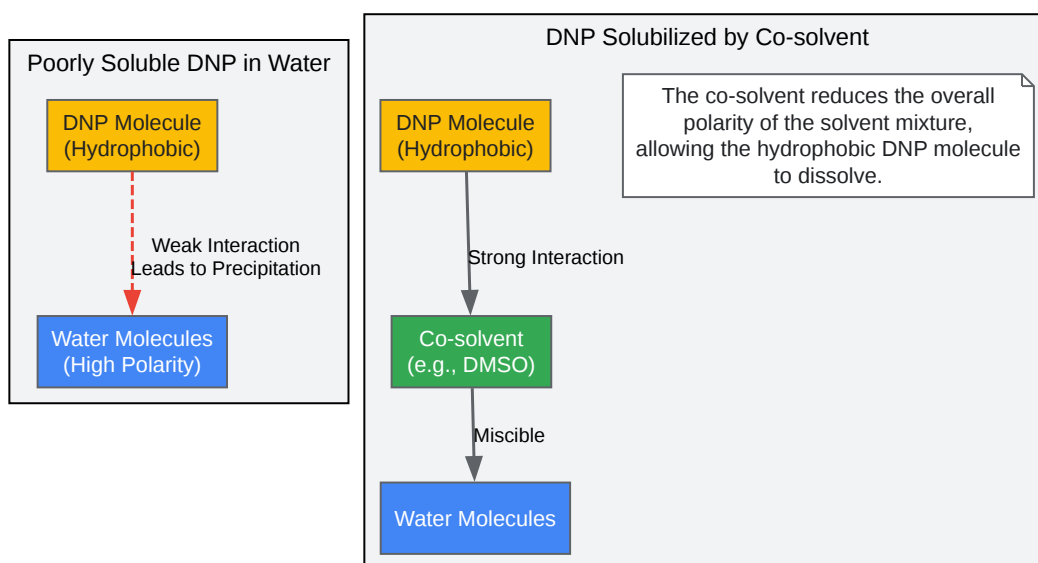 Poorly Soluble DNP in Water
DNP Molecule
(Hydrophobic)
Weak Interaction
Leads to Precipitation
Water Molecules
(High Polarity)
DNP Solubilized by Co-solvent
DNP Molecule
(Hydrophobic)
The co-solvent reduces the overall
polarity of the solvent mixture,
allowing the hydrophobic DNP molecule
to dissolve.
Strong Interaction
Co-solvent
(e.g., DMSO)
Miscible
Water Molecules